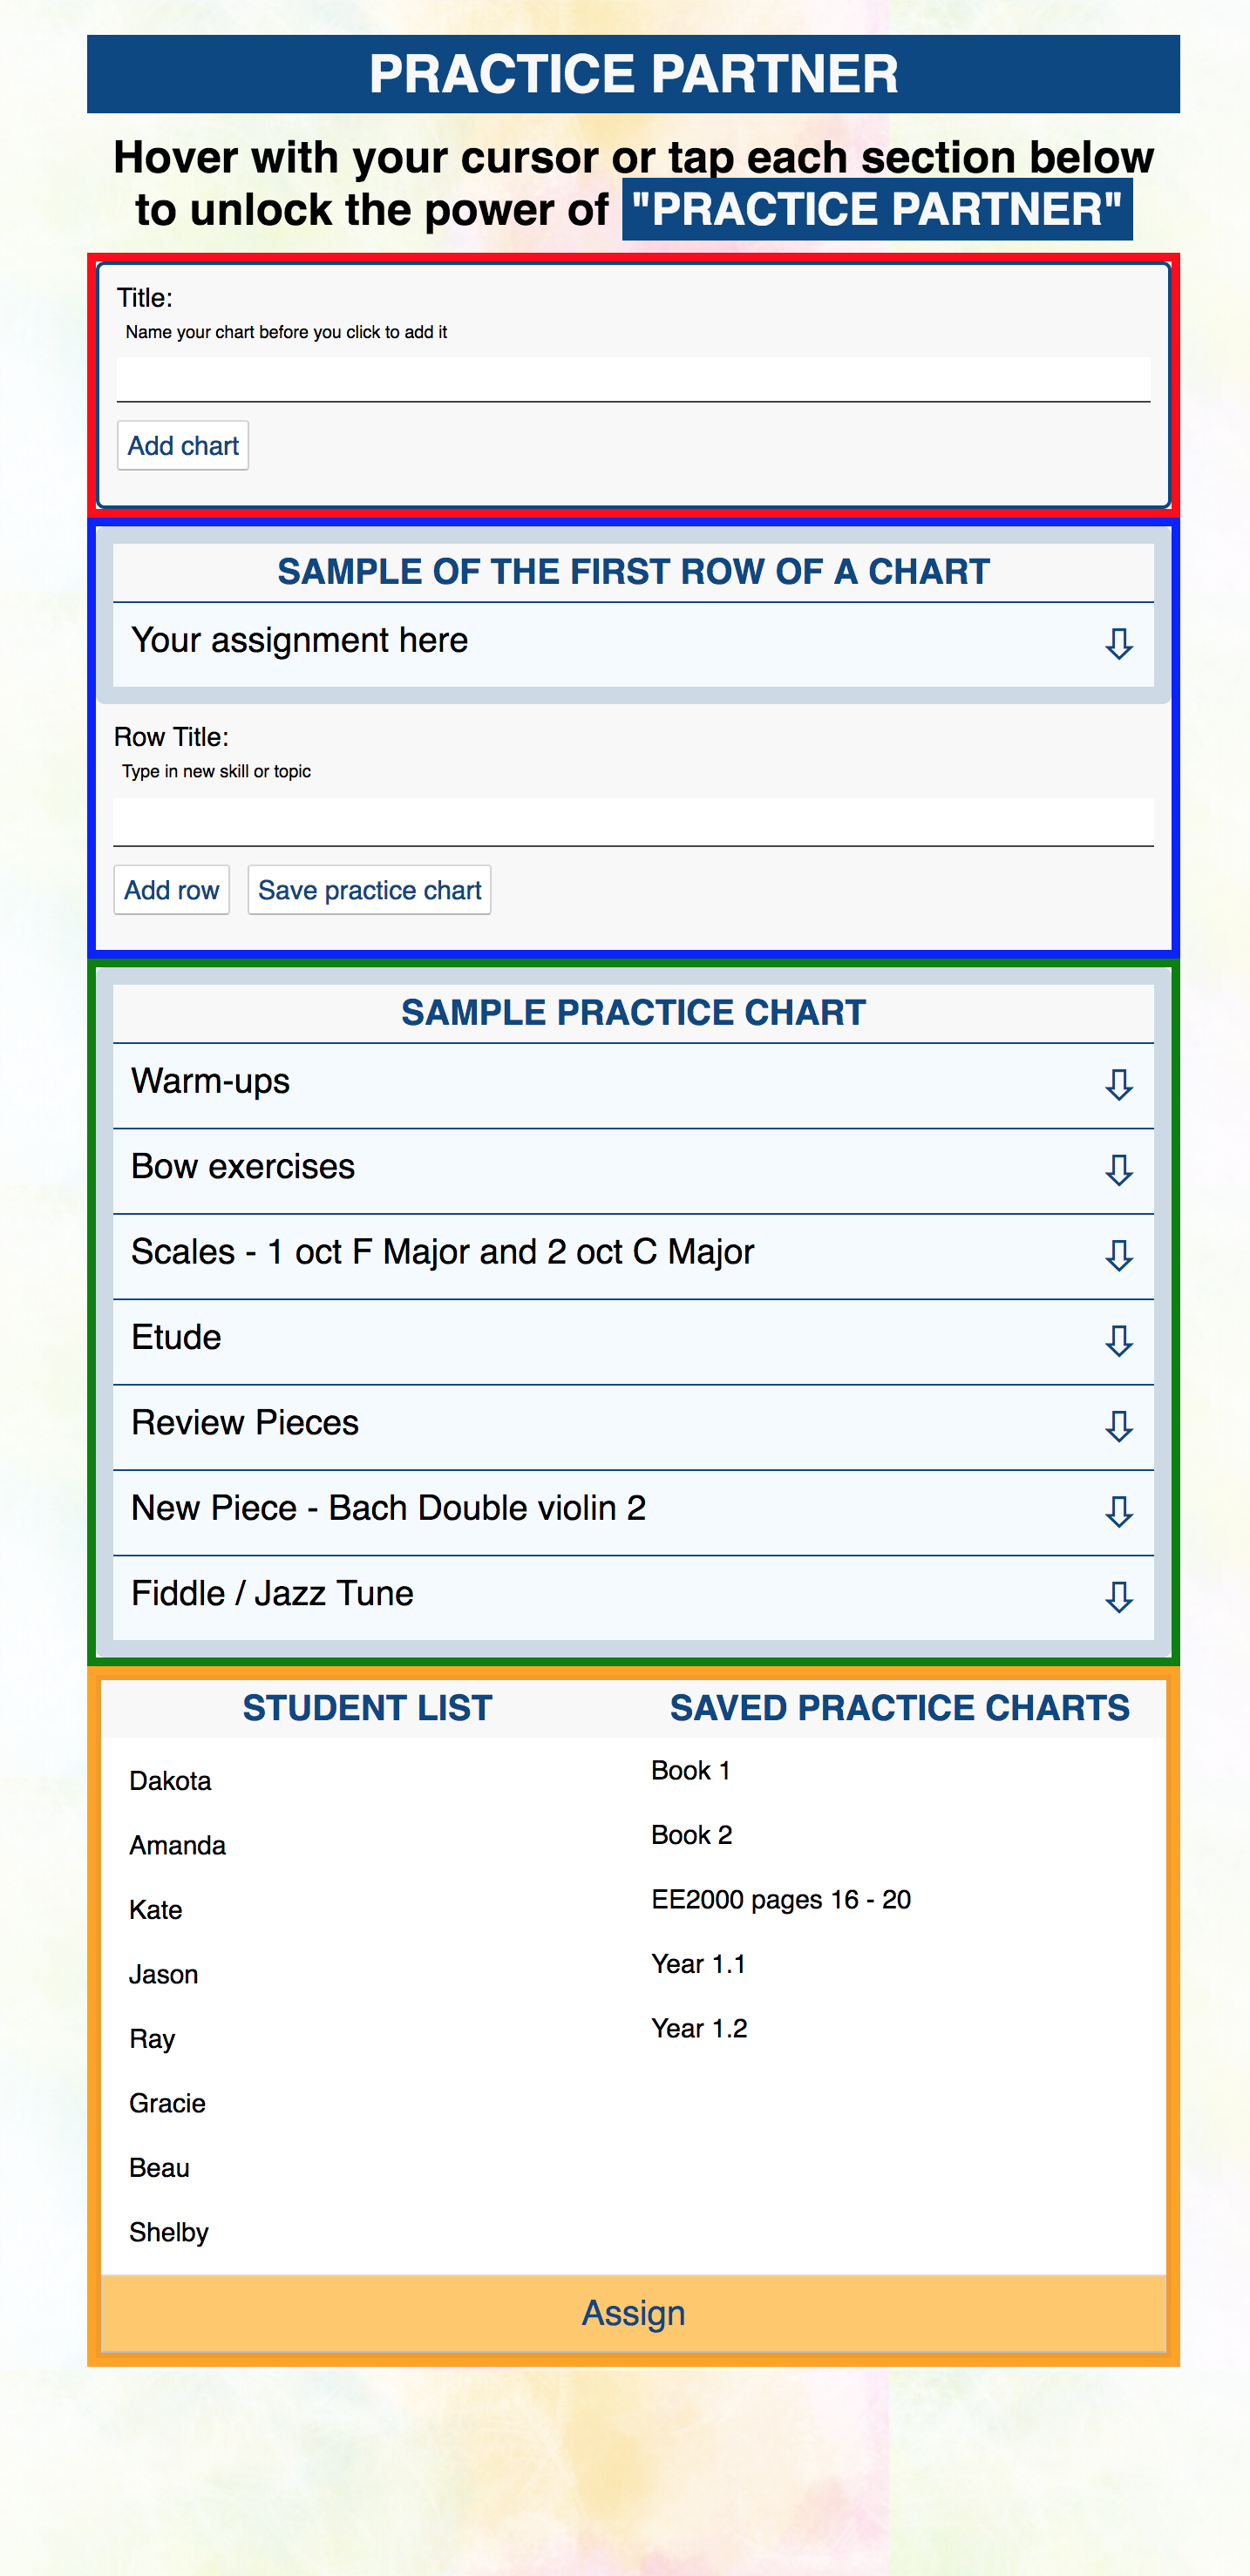 PRACTICE PARTNER
Hover with your cursor or tap each section below
to unlock the power of "PRACTICE PARTNER"
Title:
Name your chart before you click to add it
Add chart
SAMPLE OF THE FIRST ROW OF A CHART
Your assignment here
Row Title:
Type in new skill or topic
Add row
Save practice chart
SAMPLE PRACTICE CHART
Warm-ups
Bow exercises
Scales - 1 oct F Major and 2 oct C Major
Etude
Review Pieces
New Piece - Bach Double violin 2
Fiddle / Jazz Tune
STUDENT LIST
Dakota
Amanda
Kate
Jason
Ray
Gracie
Beau
Shelby
SAVED PRACTICE CHARTS
Book 1
Book 2
EE2000 pages 16 - 20
Year 1.1
Year 1.2
Assign